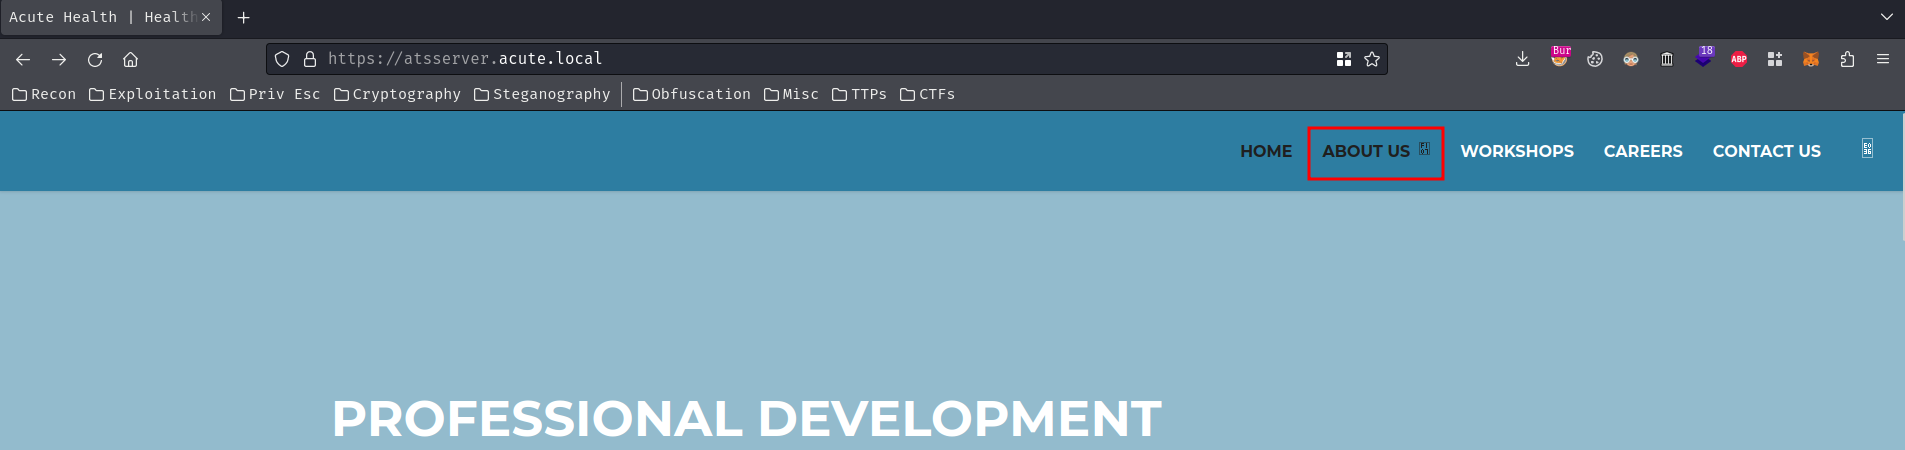 Acute Health | Health
https://atsserver.acute.local
Bur
18
ABP
Recon Exploitation Priv Esc Cryptography Steganography Obfuscation Misc TTPs CTFs
HOME ABOUT US WORKSHOPS CAREERS CONTACT US
PROFESSIONAL DEVELOPMENT